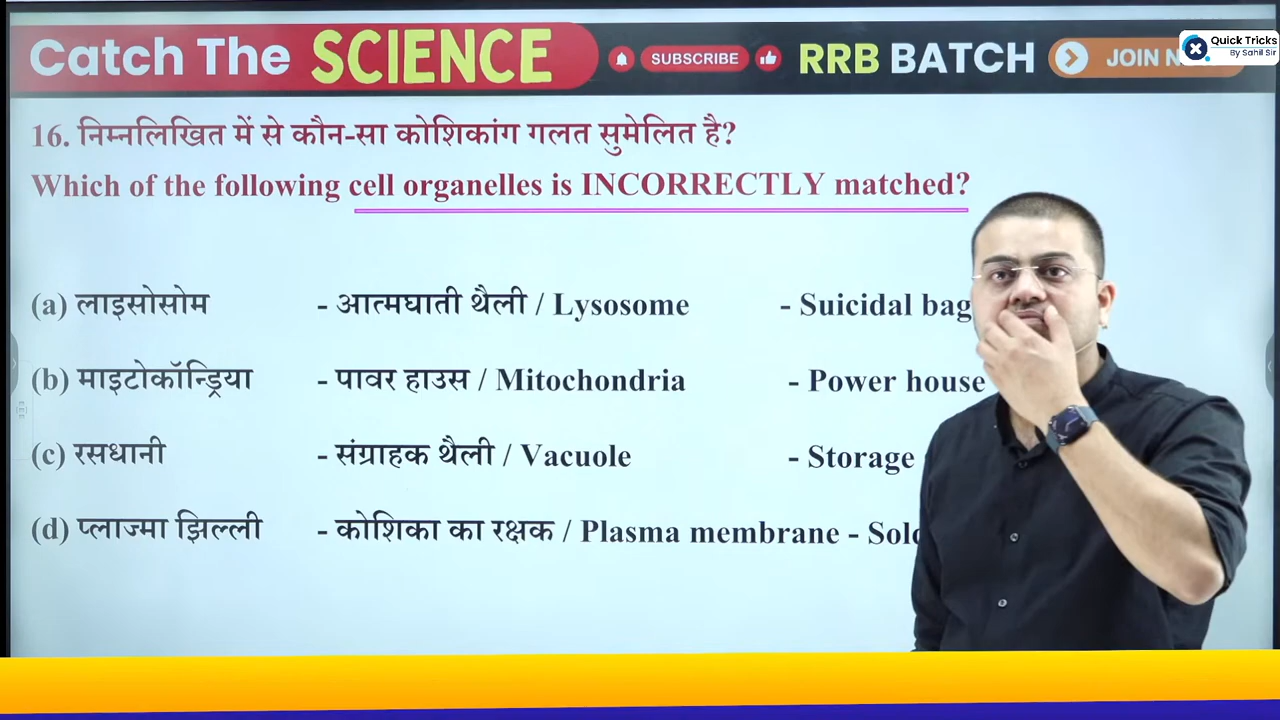 Catch The SCIENCE SUBSCRIBE RRB BATCH JOIN
Quick Tricks
By Sahil Sir
16. निम्नलिखित में से कौन-सा कोशिकांग गलत सुमेलित है?
Which of the following cell organelles is INCORRECTLY matched?
(a) लाइसोसोम - आत्मघाती थैली / Lysosome - Suicidal bag
(b) माइटोकॉन्ड्रिया - पावर हाउस / Mitochondria - Power house
(c) रसधानी - संग्राहक थैली / Vacuole - Storage
(d) प्लाज्मा झिल्ली - कोशिका का रक्षक / Plasma membrane -